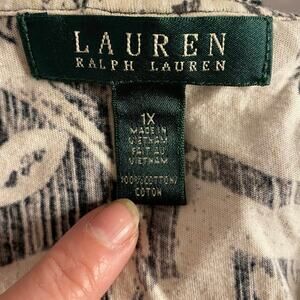 LAUREN
RALPH LAUREN
1X
MADE IN
VIETNAM
FAIT AU
VIETNAM
100% COTTON/
COTON